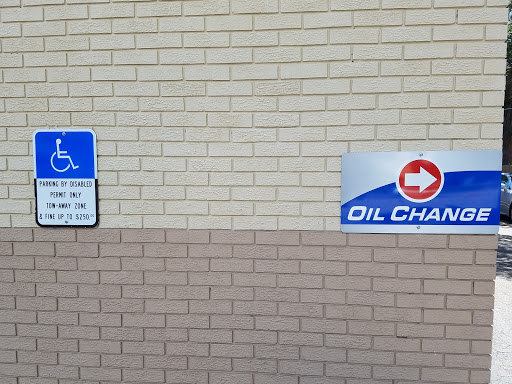 PARKING BY DISABLED
PERMIT ONLY
TOW-AWAY ZONE
& FINE UP TO $250.00
OIL CHANGE